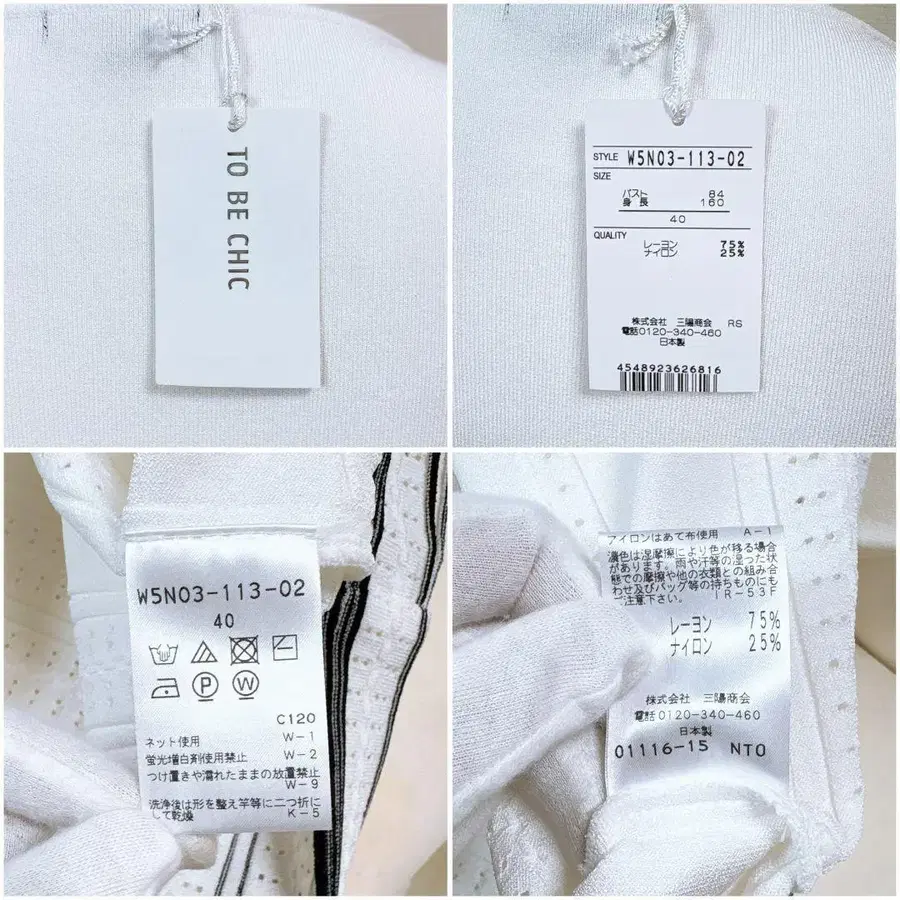 TO BE CHIC
STYLE W5N03-113-02
SIZE
バスト 84
身長 160
40
QUALITY
レーヨン 75%
ナイロン 25%
株式会社 三陽商会 RS
電話0120-340-460
日本製
4548923626816
W5N03-113-02
40
P
W
C120
ネット使用 W-1
蛍光増白剤使用禁止 W-2
つけ置きや濡れたままの放置禁止
W-9
洗浄後は形を整え竿等に二つ折に
して乾燥 K-5
アイロンはあて布使用 A-1
濃色は湿摩擦により色が移る場合
があります。雨や汗等の湿った状
態での摩擦や他の衣類との組み合
わせ及びバッグ等の持ちものにも
ご注意下さい。 IR-53F
レーヨン 75%
ナイロン 25%
株式会社 三陽商会
電話0120-340-460
日本製
01116-15 NTO